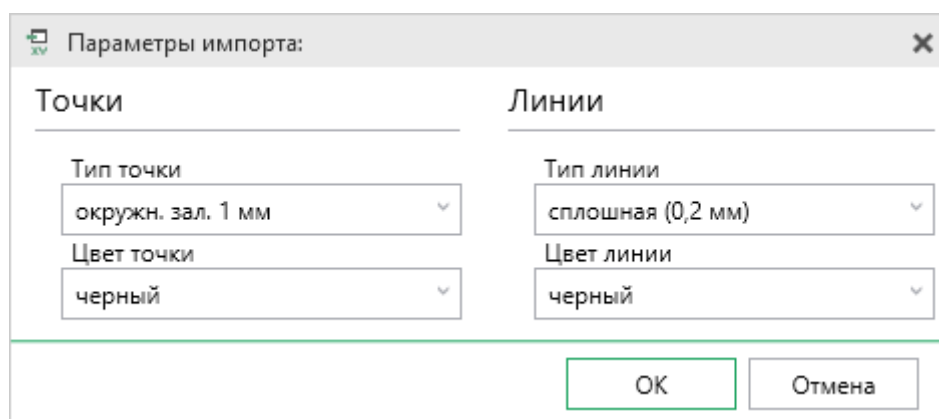 XY Параметры импорта:
Точки
Тип точки
окружн. зал. 1 мм
Цвет точки
черный
Линии
Тип линии
сплошная (0,2 мм)
Цвет линии
черный
ОК
Отмена